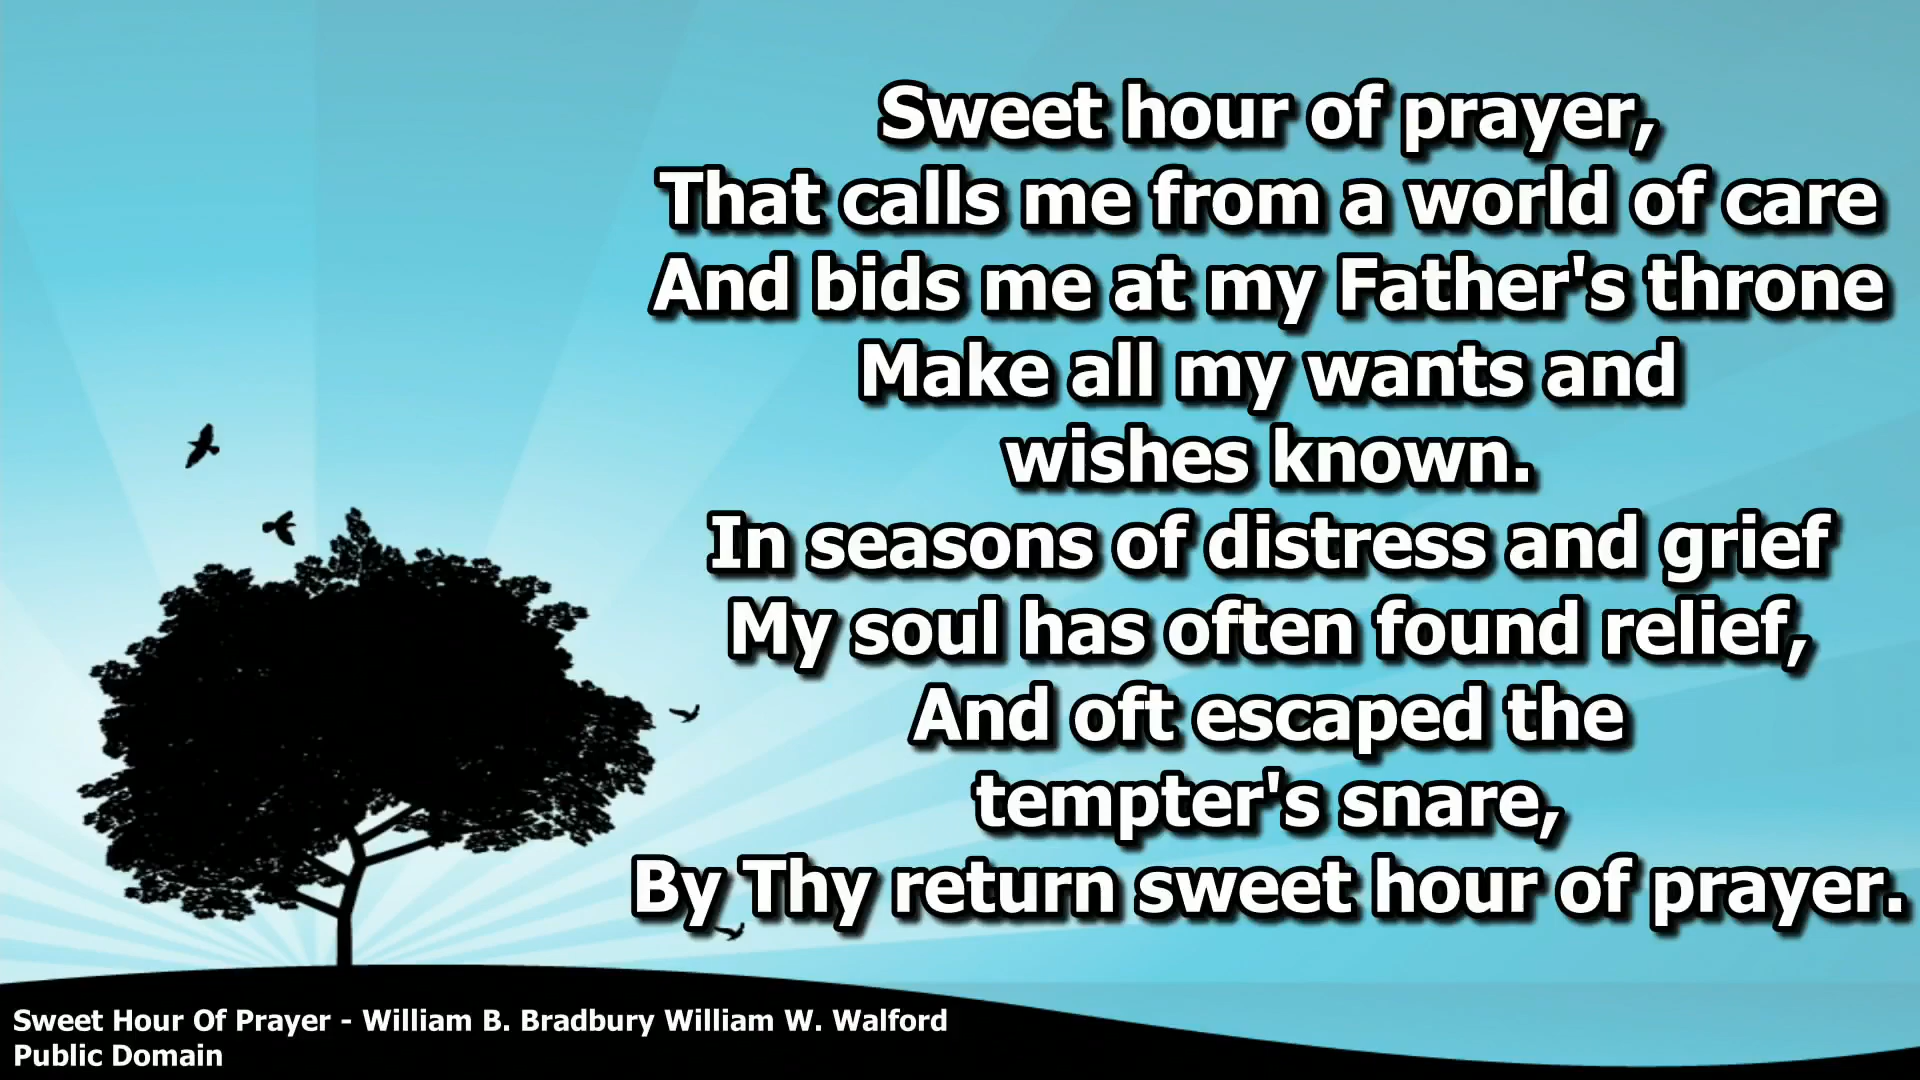 Sweet hour of prayer,
That calls me from a world of care
And bids me at my Father's throne
Make all my wants and
wishes known.
In seasons of distress and grief
My soul has often found relief,
And oft escaped the
tempter's snare,
By Thy return sweet hour of prayer.
Sweet Hour Of Prayer - William B. Bradbury William W. Walford
Public Domain